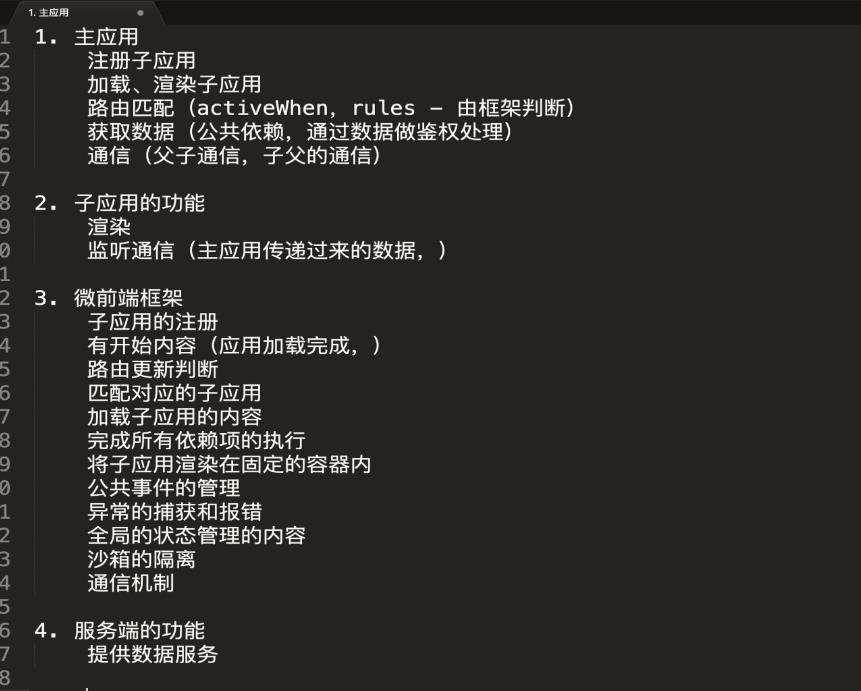 1. 主应用
1 1. 主应用
2 注册子应用
3 加载、渲染子应用
4 路由匹配（activeWhen, rules - 由框架判断）
5 获取数据（公共依赖，通过数据做鉴权处理）
6 通信（父子通信，子父的通信）
7
8 2. 子应用的功能
9 渲染
0 监听通信（主应用传递过来的数据，）
1
2 3. 微前端框架
3 子应用的注册
4 有开始内容（应用加载完成，）
5 路由更新判断
6 匹配对应的子应用
7 加载子应用的内容
8 完成所有依赖项的执行
9 将子应用渲染在固定的容器内
0 公共事件的管理
1 异常的捕获和报错
2 全局的状态管理的内容
3 沙箱的隔离
4 通信机制
5
6 4. 服务端的功能
7 提供数据服务
8